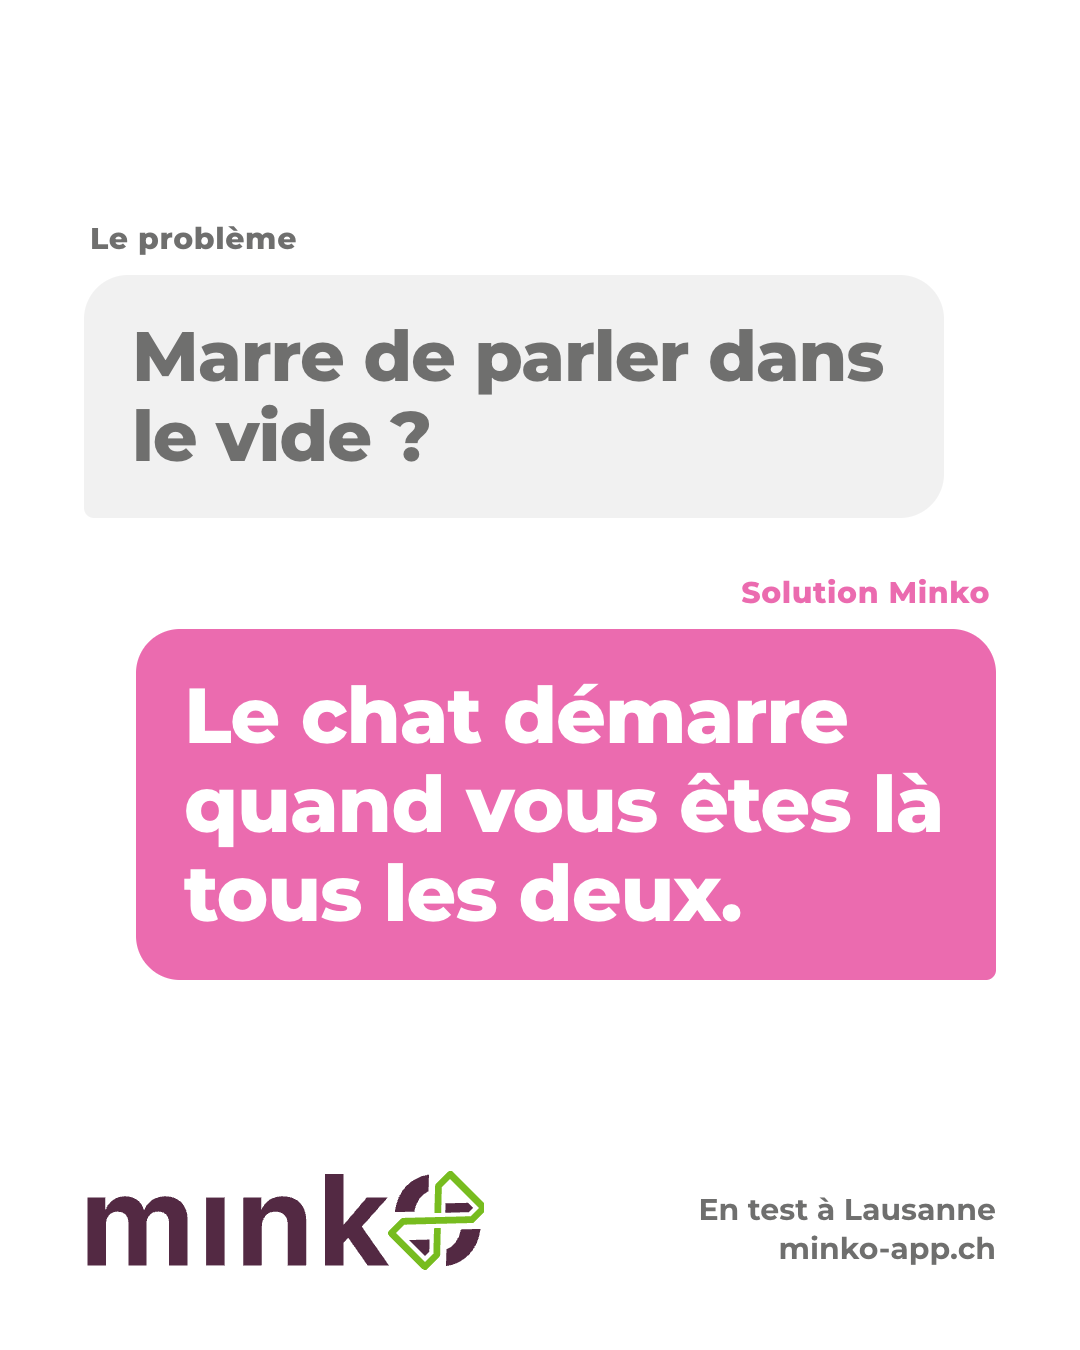 Le problème
Marre de parler dans
le vide ?
Solution Minko
Le chat démarre
quand vous êtes là
tous les deux.
minko
En test à Lausanne
minko-app.ch